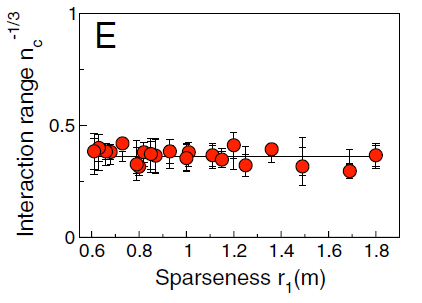 E
Interaction range n_c^{-1/3}
1
0.5
0
0.6 0.8 1 1.2 1.4 1.6 1.8
Sparseness r_1(m)